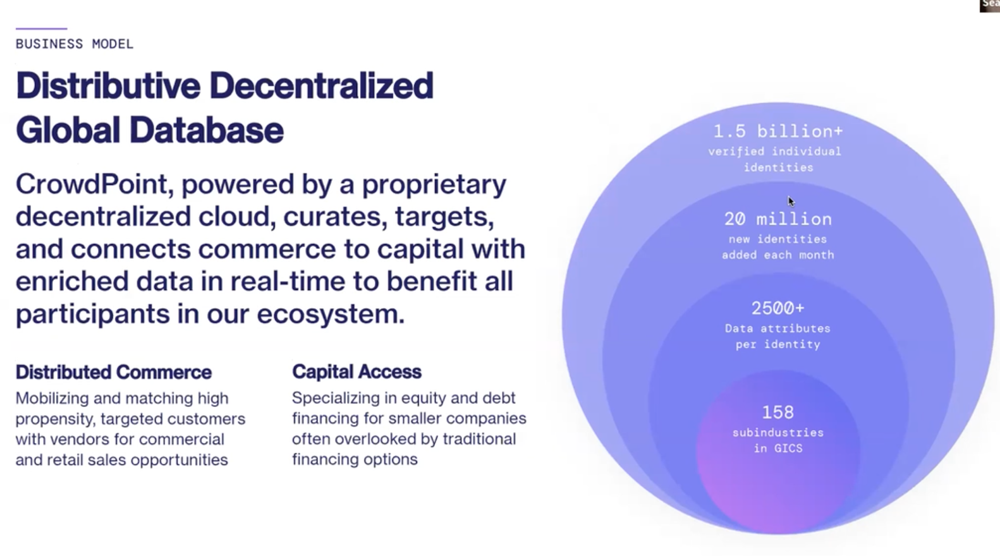 Sea
BUSINESS MODEL
Distributive Decentralized
Global Database
CrowdPoint, powered by a proprietary
decentralized cloud, curates, targets,
and connects commerce to capital with
enriched data in real-time to benefit all
participants in our ecosystem.
Distributed Commerce
Mobilizing and matching high
propensity, targeted customers
with vendors for commercial
and retail sales opportunities
Capital Access
Specializing in equity and debt
financing for smaller companies
often overlooked by traditional
financing options
1.5 billion+
verified individual
identities
20 million
new identities
added each month
2500+
Data attributes
per identity
158
subindustries
in GICS